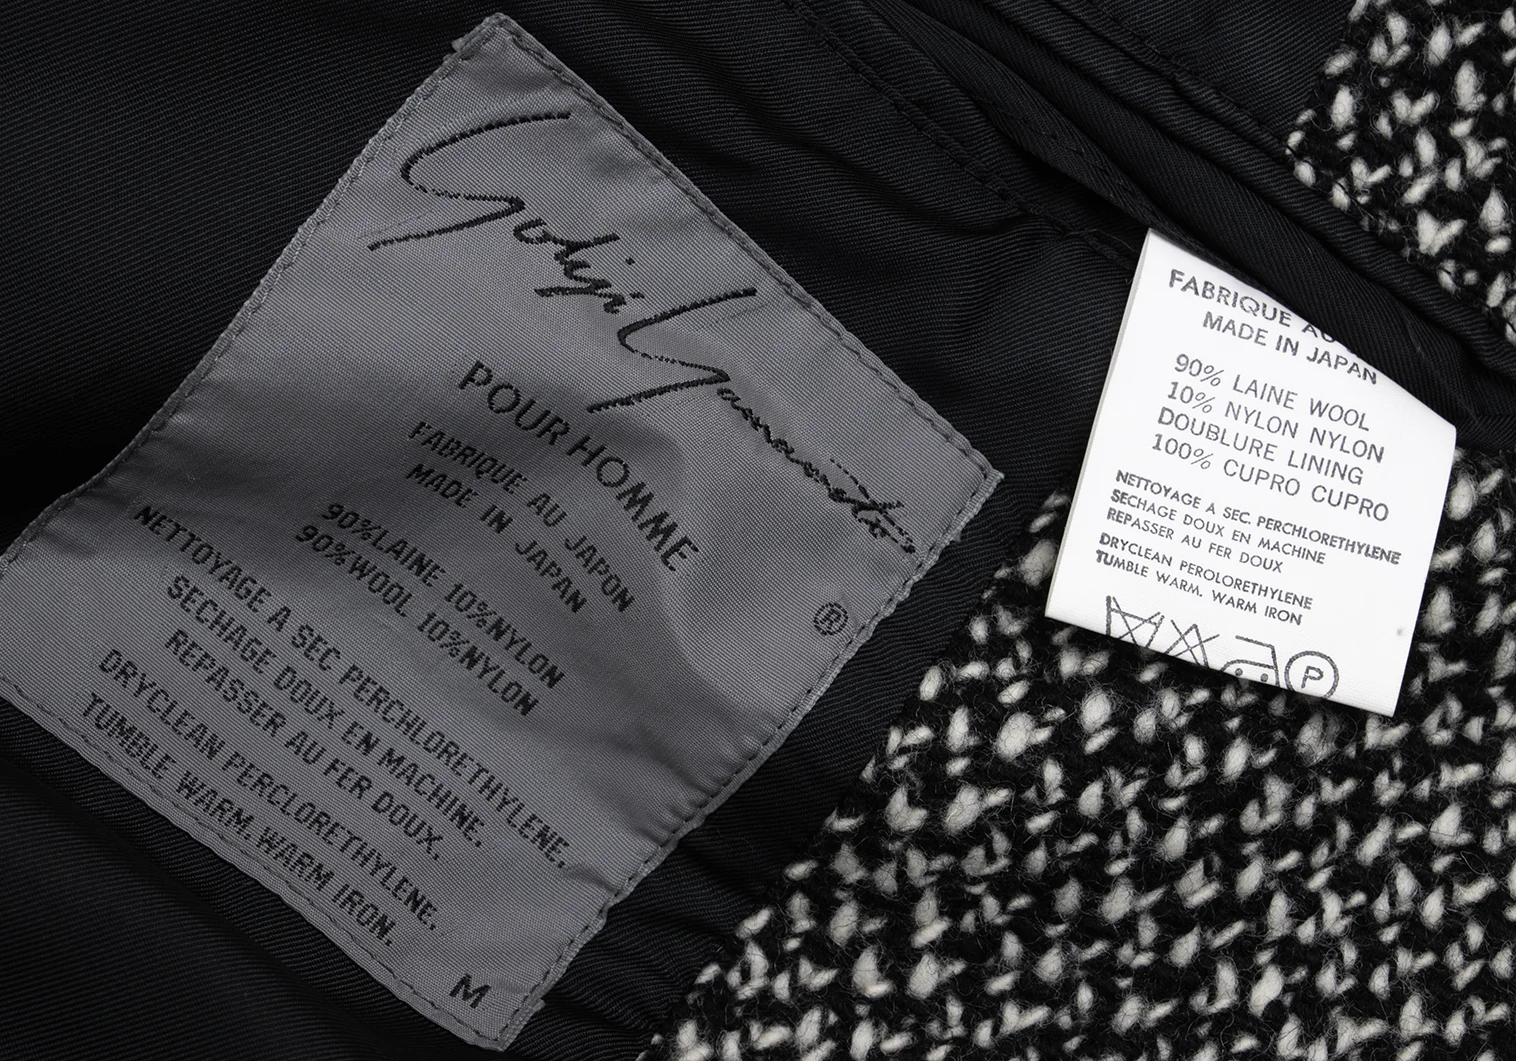 Yohji Yamamoto
®
POUR HOMME
FABRIQUE AU JAPON
MADE IN JAPAN
90%LAINE 10%NYLON
90%WOOL 10%NYLON
NETTOYAGE A SEC PERCHLORETHYLENE.
SECHAGE DOUX EN MACHINE.
REPASSER AU FER DOUX.
DRYCLEAN PERCLORETHYLENE.
TUMBLE WARM. WARM IRON.
M
FABRIQUE AU
MADE IN JAPAN
90% LAINE WOOL
10% NYLON NYLON
DOUBLURE LINING
100% CUPRO CUPRO
NETTOYAGE A SEC. PERCHLORETHYLENE
SECHAGE DOUX EN MACHINE
REPASSER AU FER DOUX
DRYCLEAN PEROLORETHYLENE
TUMBLE WARM. WARM IRON
P